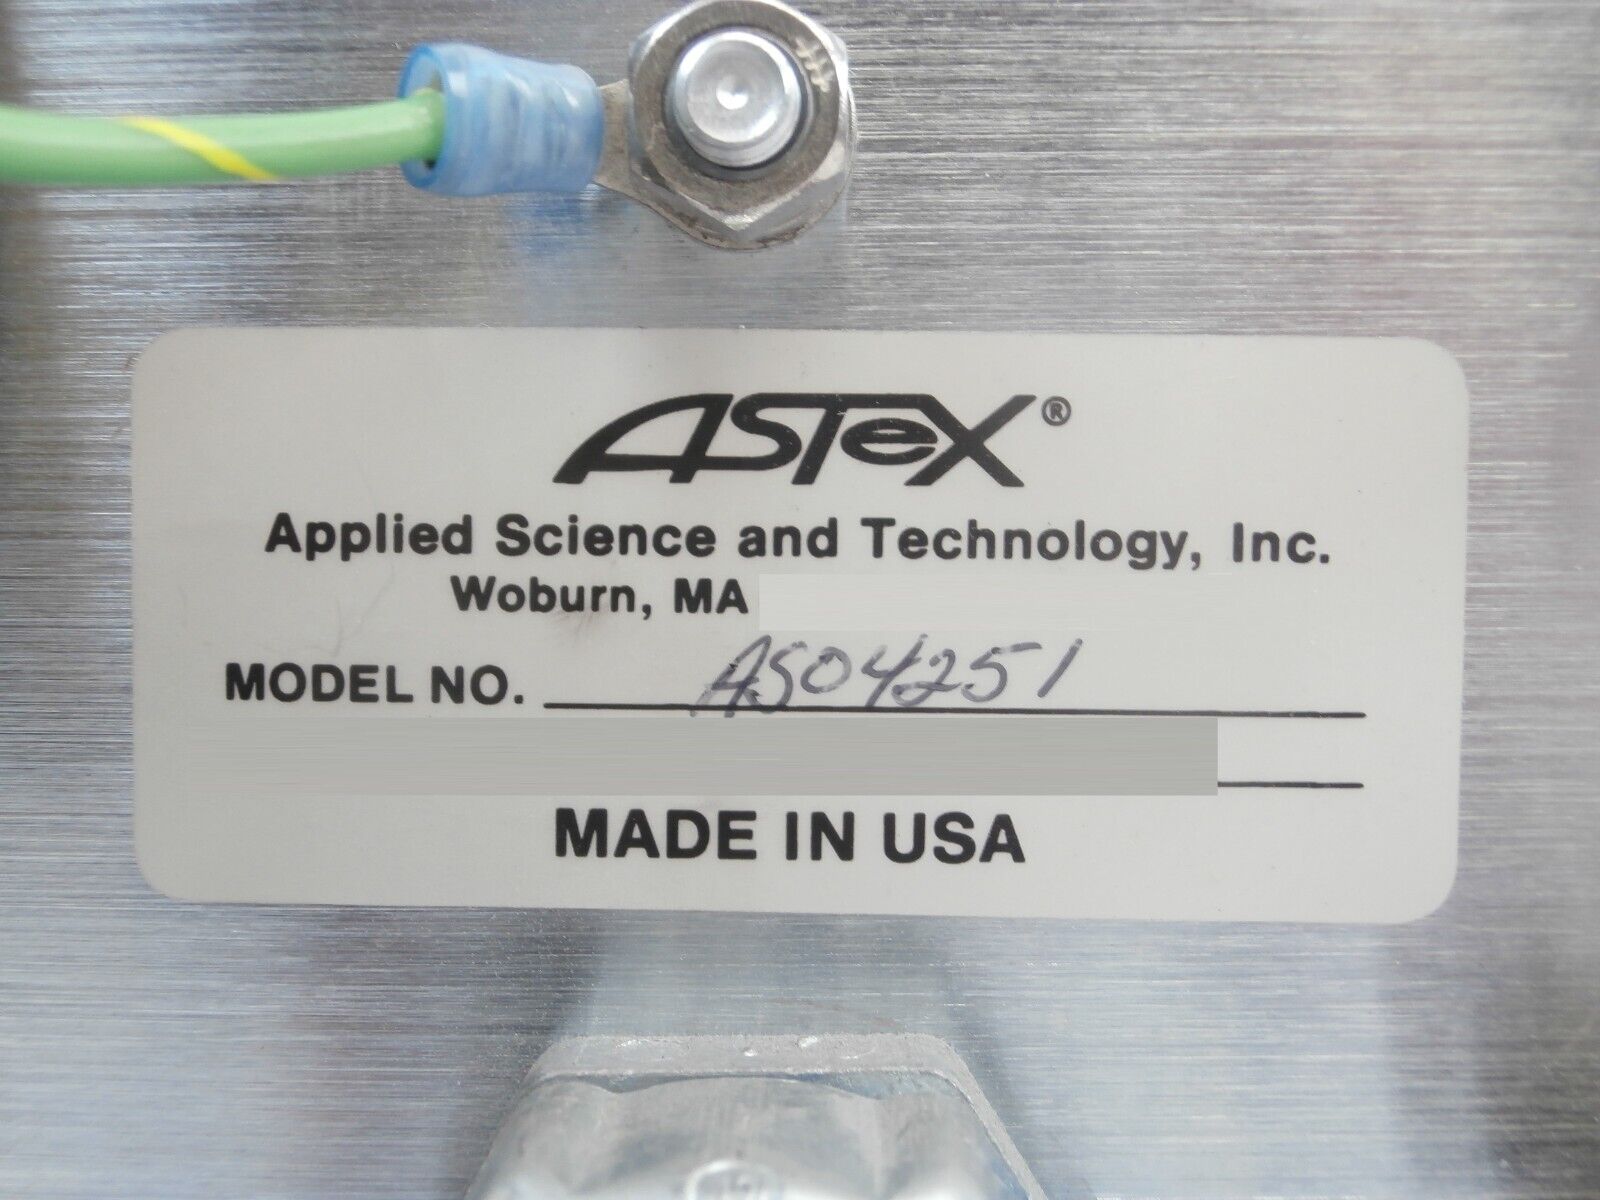 ASTeX®
Applied Science and Technology, Inc.
Woburn, MA
MODEL NO. AS04251
MADE IN USA